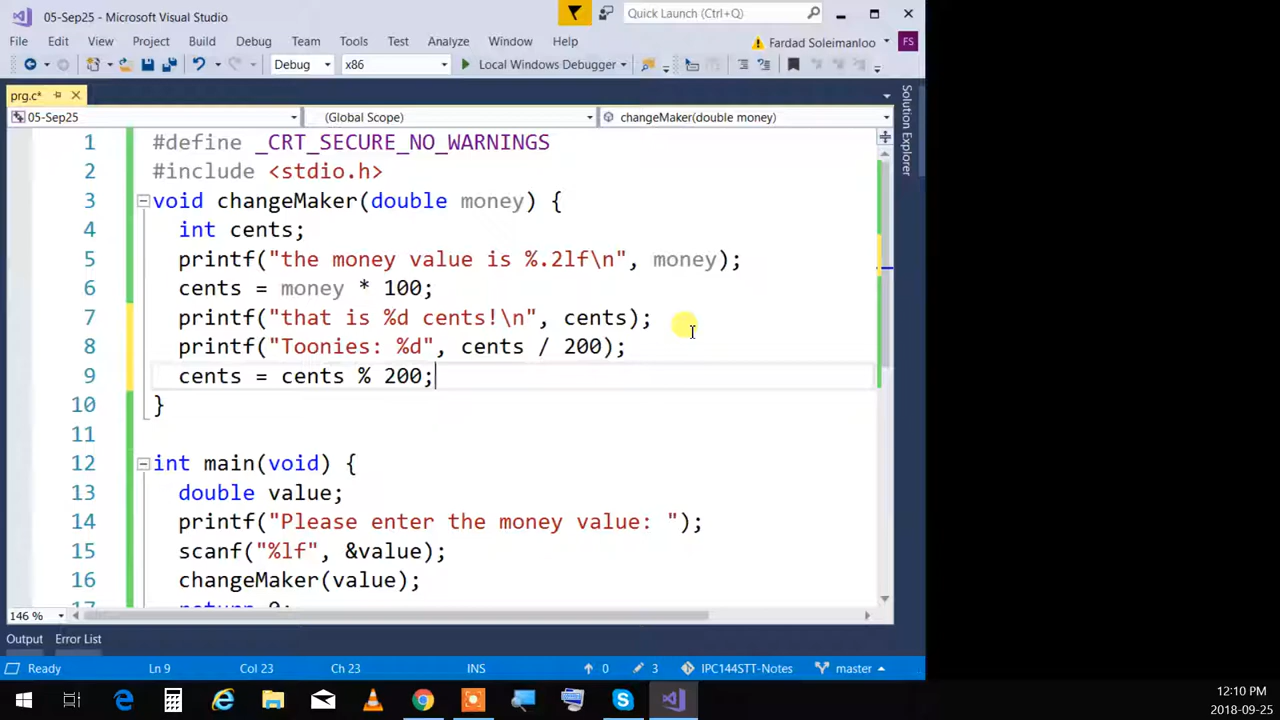 05-Sep25 - Microsoft Visual Studio
Quick Launch (Ctrl+Q)
File Edit View Project Build Debug Team Tools Test Analyze Window Help
Fardad Soleimanloo FS
Debug x86 Local Windows Debugger
prg.c*
05-Sep25 (Global Scope) changeMaker(double money)
Solution Explorer
1 #define _CRT_SECURE_NO_WARNINGS
2 #include <stdio.h>
3 void changeMaker(double money) {
4 int cents;
5 printf("the money value is %.2lf\n", money);
6 cents = money * 100;
7 printf("that is %d cents!\n", cents);
8 printf("Toonies: %d", cents / 200);
9 cents = cents % 200;
10 }
11
12 int main(void) {
13 double value;
14 printf("Please enter the money value: ");
15 scanf("%lf", &value);
16 changeMaker(value);
17 return 0;
146 %
Output Error List
Ready Ln 9 Col 23 Ch 23 INS 0 3 IPC144STT-Notes master
12:10 PM
2018-09-25